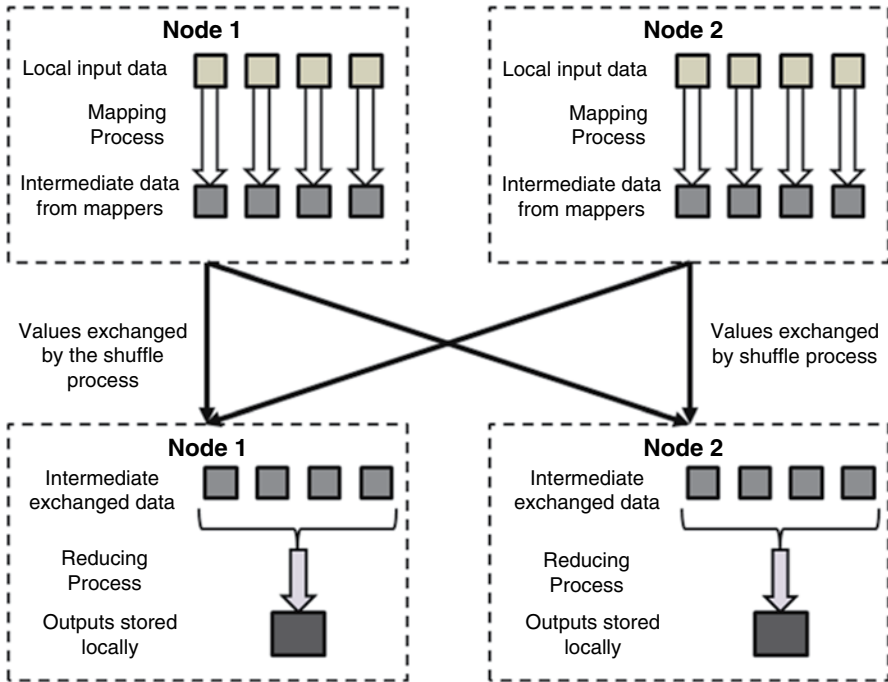 Node 1
Local input data
Mapping
Process
Intermediate data
from mappers
Node 2
Local input data
Mapping
Process
Intermediate data
from mappers
Values exchanged
by the shuffle
process
Values exchanged
by shuffle process
Node 1
Intermediate
exchanged data
Reducing
Process
Outputs stored
locally
Node 2
Intermediate
exchanged data
Reducing
Process
Outputs stored
locally